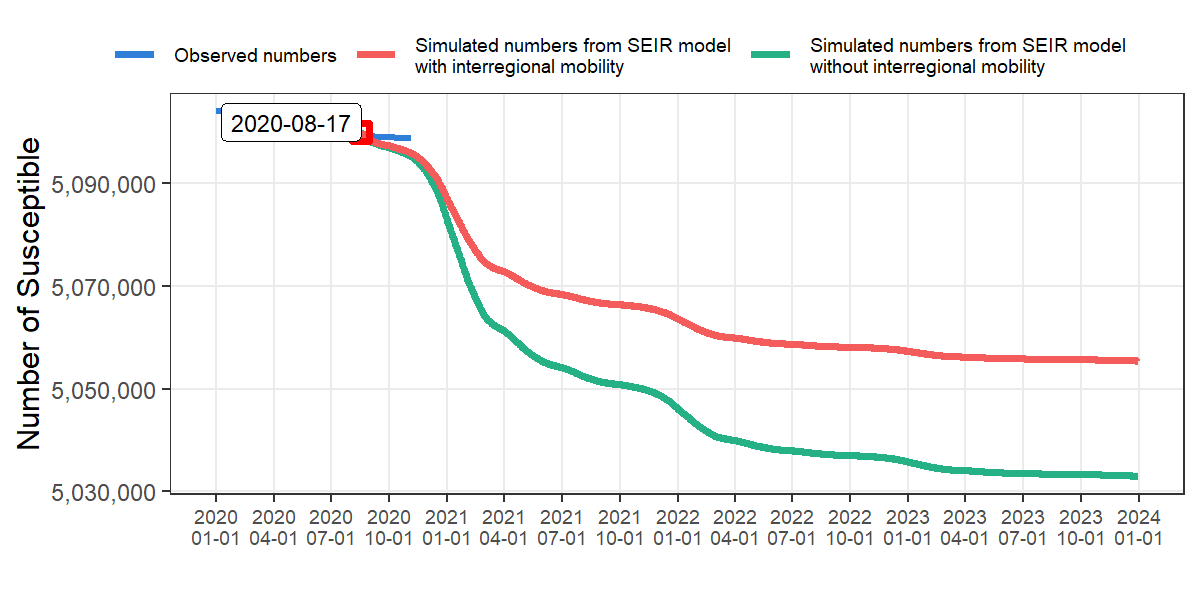 Observed numbers
Simulated numbers from SEIR model
with interregional mobility
Simulated numbers from SEIR model
without interregional mobility
2020-08-17
Number of Susceptible
5,090,000
5,070,000
5,050,000
5,030,000
2020 2020 2020 2020 2021 2021 2021 2021 2022 2022 2022 2022 2023 2023 2023 2023 2024
01-01 04-01 07-01 10-01 01-01 04-01 07-01 10-01 01-01 04-01 07-01 10-01 01-01 04-01 07-01 10-01 01-01